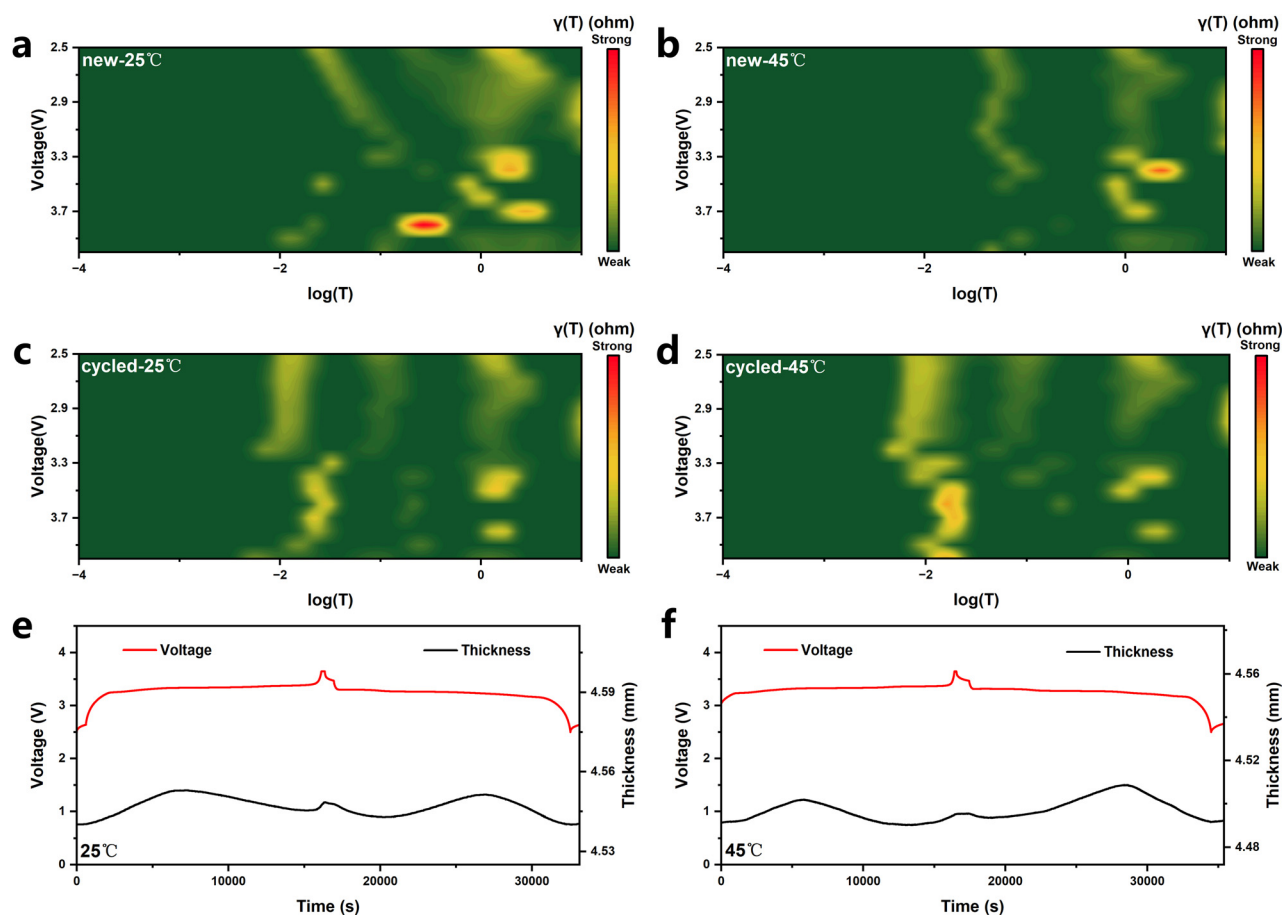 a
new-25℃
γ(T) (ohm)
Strong
Weak
2.5
2.9
3.3
3.7
Voltage(V)
−4
−2
0
log(T)
b
new-45℃
γ(T) (ohm)
Strong
Weak
2.5
2.9
3.3
3.7
Voltage(V)
−4
−2
0
log(T)
c
cycled-25℃
γ(T) (ohm)
Strong
Weak
2.5
2.9
3.3
3.7
Voltage(V)
−4
−2
0
log(T)
d
cycled-45℃
γ(T) (ohm)
Strong
Weak
2.5
2.9
3.3
3.7
Voltage(V)
−4
−2
0
log(T)
e
Voltage
Thickness
4
3
2
1
0
Voltage (V)
4.59
4.56
4.53
Thickness (mm)
25℃
0
10000
20000
30000
Time (s)
f
Voltage
Thickness
4
3
2
1
0
Voltage (V)
4.56
4.52
4.48
Thickness (mm)
45℃
0
10000
20000
30000
Time (s)